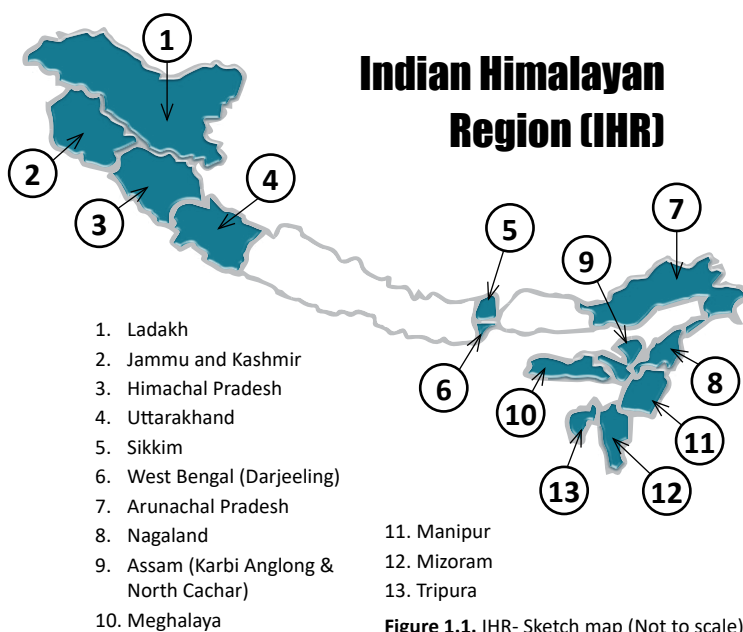 Indian Himalayan
Region (IHR)
1
2
3
4
5
6
7
8
9
10
11
12
13
1. Ladakh
2. Jammu and Kashmir
3. Himachal Pradesh
4. Uttarakhand
5. Sikkim
6. West Bengal (Darjeeling)
7. Arunachal Pradesh
8. Nagaland
9. Assam (Karbi Anglong &
North Cachar)
10. Meghalaya
11. Manipur
12. Mizoram
13. Tripura
Figure 1.1. IHR- Sketch map (Not to scale)